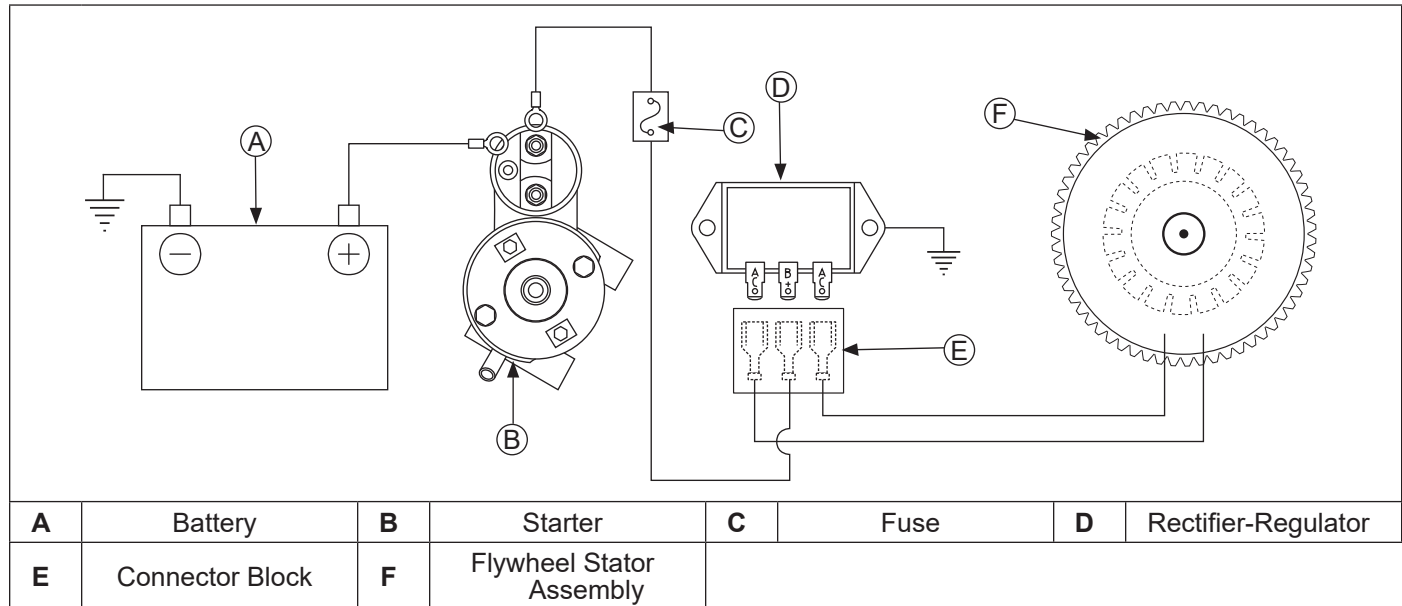 A
B
C
D
E
F
−
+
AC
B+
AC
A Battery B Starter C Fuse D Rectifier-Regulator
E Connector Block F Flywheel Stator
Assembly